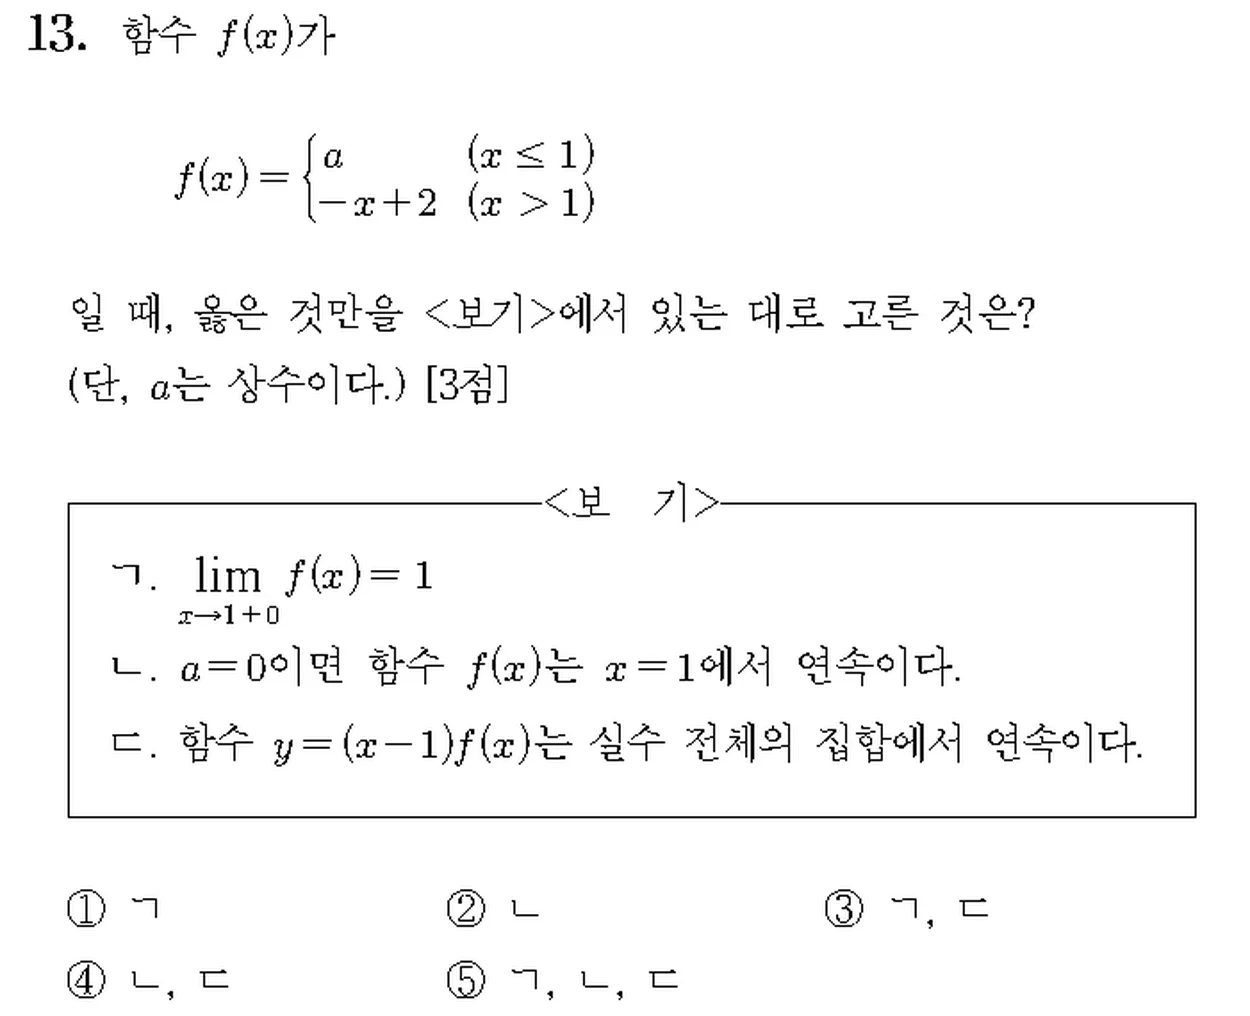 13. 함수 f(x)가
f(x)= { a (x ≤ 1)
-x+2 (x > 1)
일 때, 옳은 것만을 <보기>에서 있는 대로 고른 것은?
(단, a는 상수이다.) [3점]
<보 기>
ㄱ. lim f(x)= 1
x→1+0
ㄴ. a=0이면 함수 f(x)는 x=1에서 연속이다.
ㄷ. 함수 y=(x-1)f(x)는 실수 전체의 집합에서 연속이다.
① ㄱ ② ㄴ ③ ㄱ, ㄷ
④ ㄴ, ㄷ ⑤ ㄱ, ㄴ, ㄷ